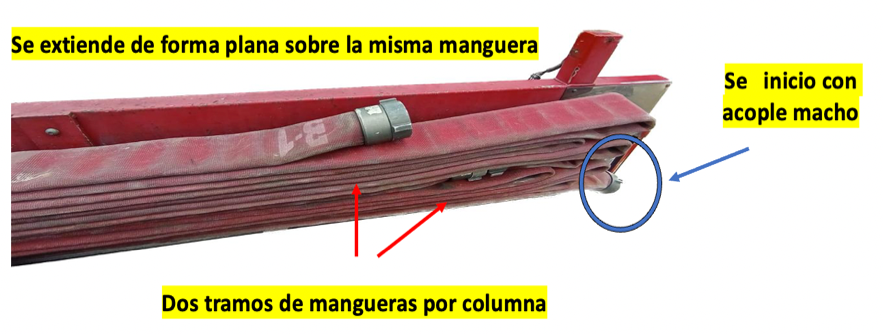 Se extiende de forma plana sobre la misma manguera
Se inicio con
acople macho
B-1
Dos tramos de mangueras por columna